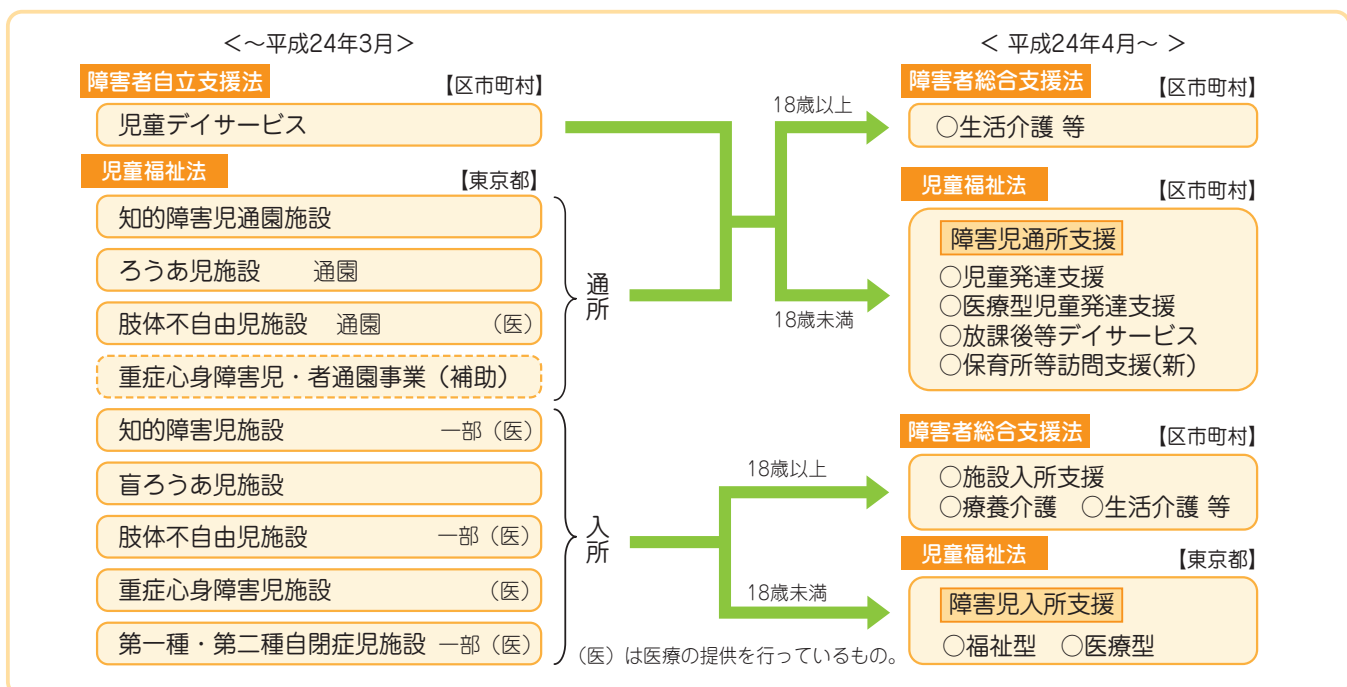 ＜～平成24年3月＞
障害者自立支援法 【区市町村】
児童デイサービス
児童福祉法 【東京都】
知的障害児通園施設
ろうあ児施設 通園
肢体不自由児施設 通園 （医）
重症心身障害児・者通園事業（補助）
通所
知的障害児施設 一部（医）
盲ろうあ児施設
肢体不自由児施設 一部（医）
重症心身障害児施設 （医）
第一種・第二種自閉症児施設 一部（医）
入所
18歳以上
18歳未満
18歳以上
18歳未満
（医）は医療の提供を行っているもの。
＜ 平成24年4月～ ＞
障害者総合支援法 【区市町村】
○生活介護 等
児童福祉法 【区市町村】
障害児通所支援
○児童発達支援
○医療型児童発達支援
○放課後等デイサービス
○保育所等訪問支援(新)
障害者総合支援法 【区市町村】
○施設入所支援
○療養介護 ○生活介護 等
児童福祉法 【東京都】
障害児入所支援
○福祉型 ○医療型